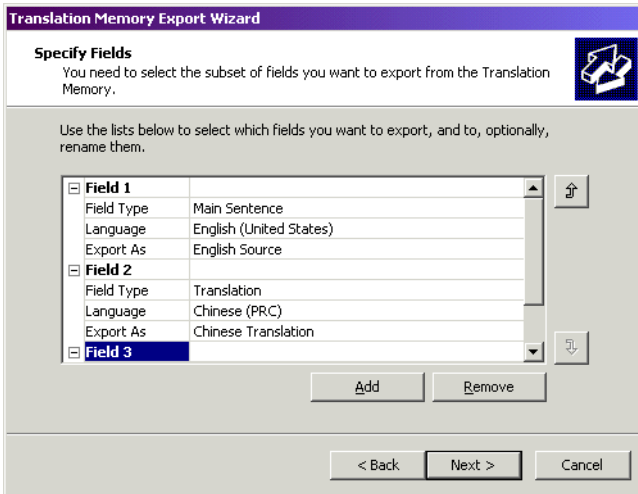 Translation Memory Export Wizard
Specify Fields
You need to select the subset of fields you want to export from the Translation
Memory.
Use the lists below to select which fields you want to export, and to, optionally,
rename them.
Field 1
Field Type Main Sentence
Language English (United States)
Export As English Source
Field 2
Field Type Translation
Language Chinese (PRC)
Export As Chinese Translation
Field 3
Add Remove
< Back Next > Cancel